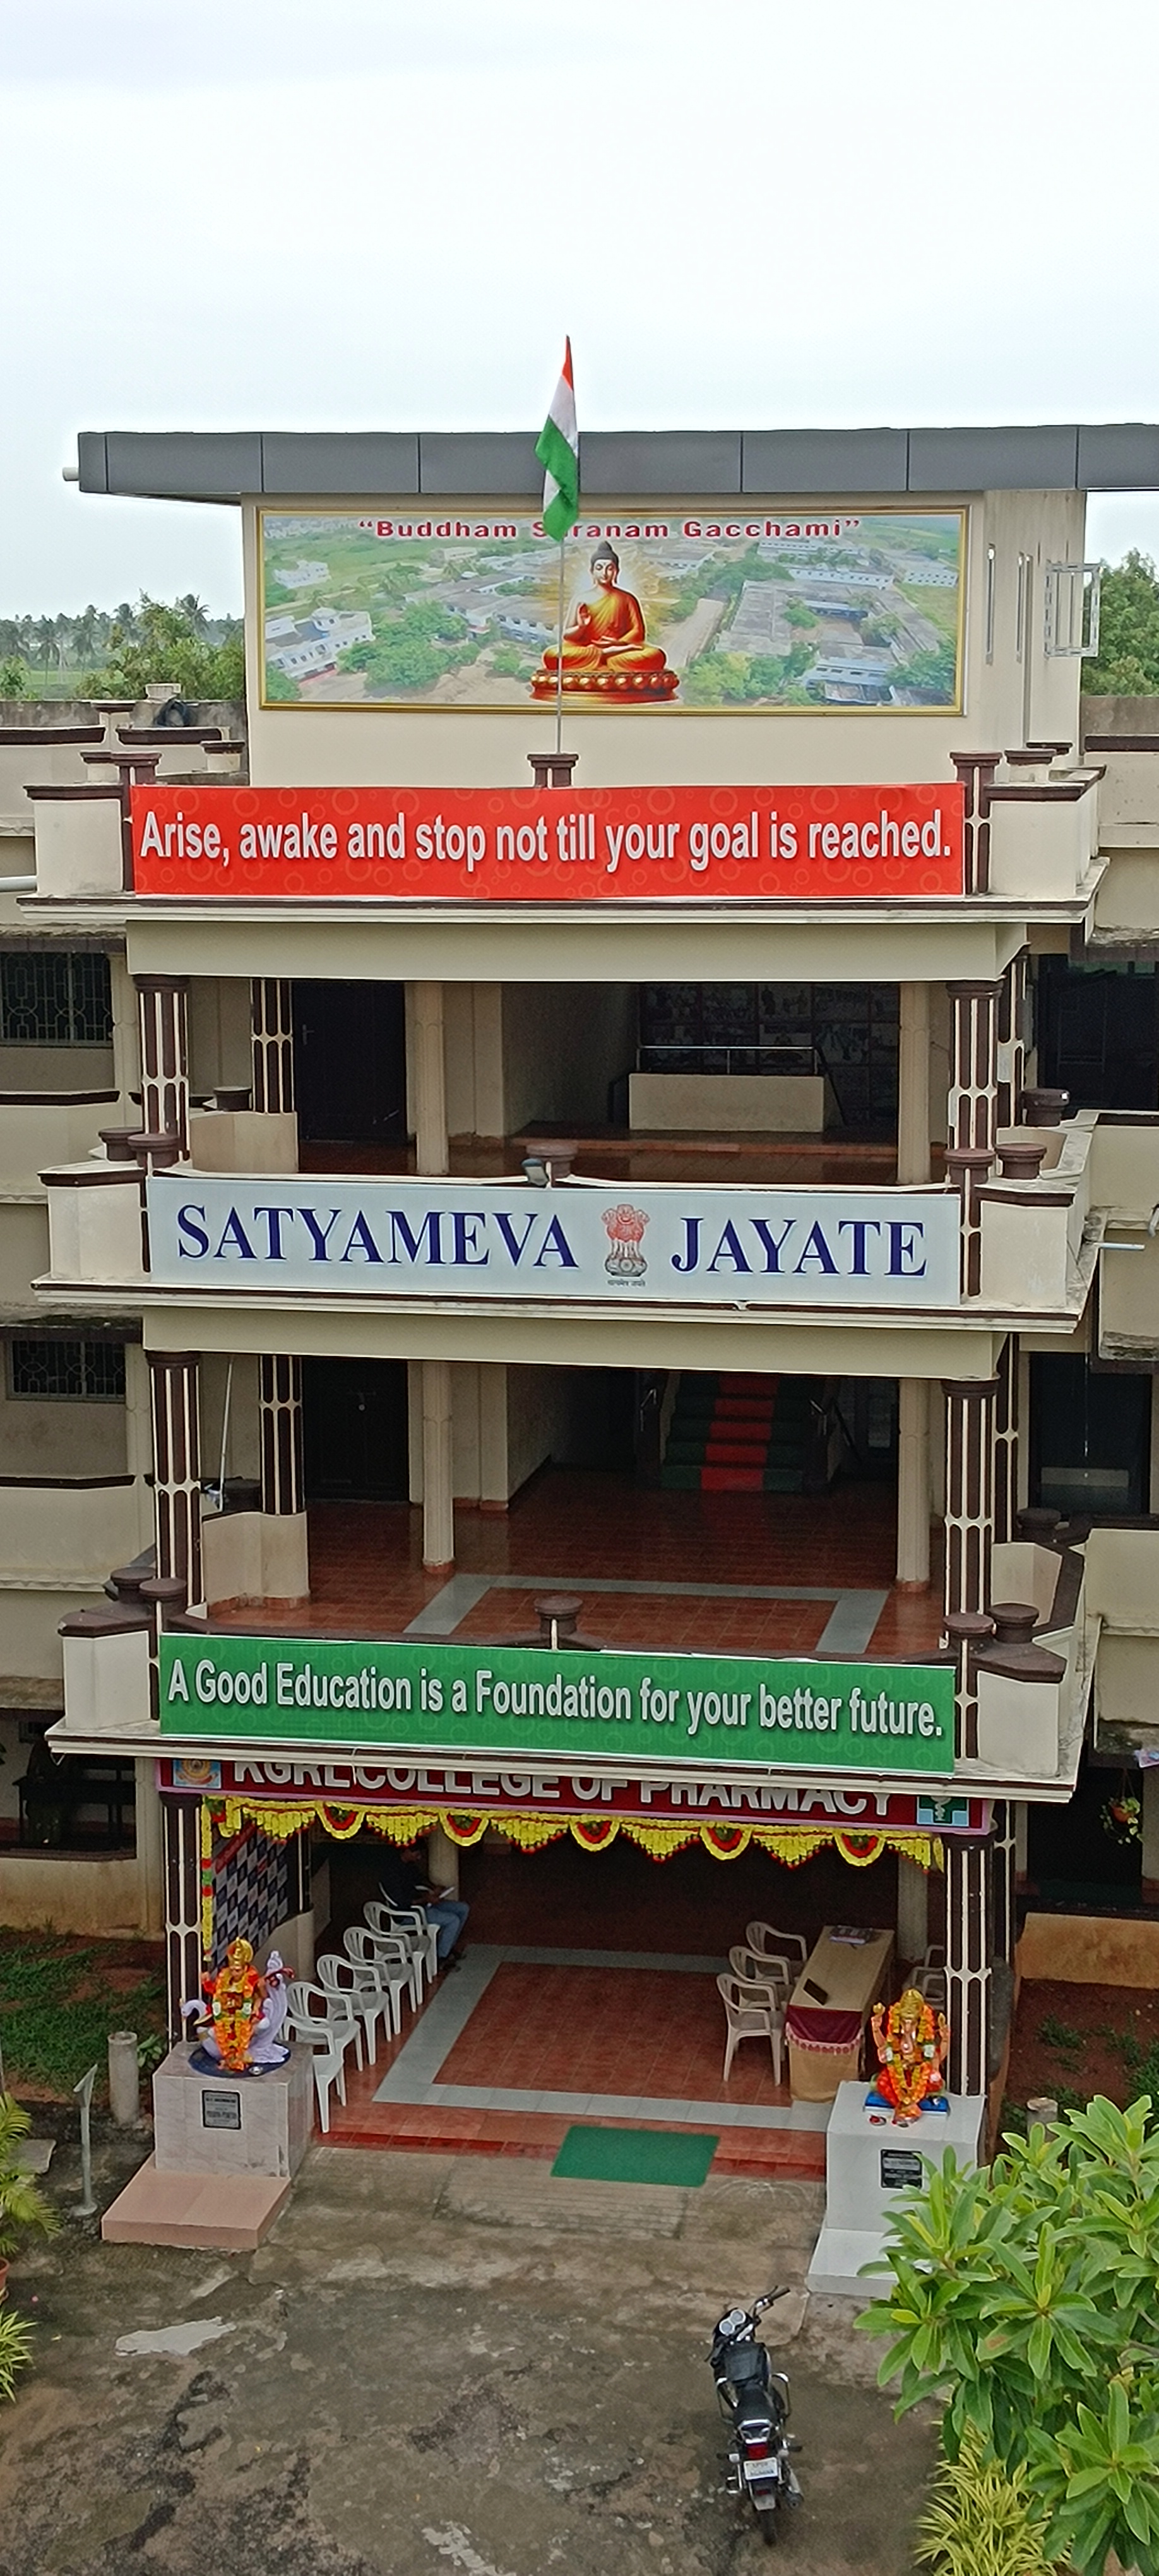 “Buddham Saranam Gacchami”
Arise, awake and stop not till your goal is reached.
SATYAMEVA JAYATE
A Good Education is a Foundation for your better future.
KGRL COLLEGE OF PHARMACY